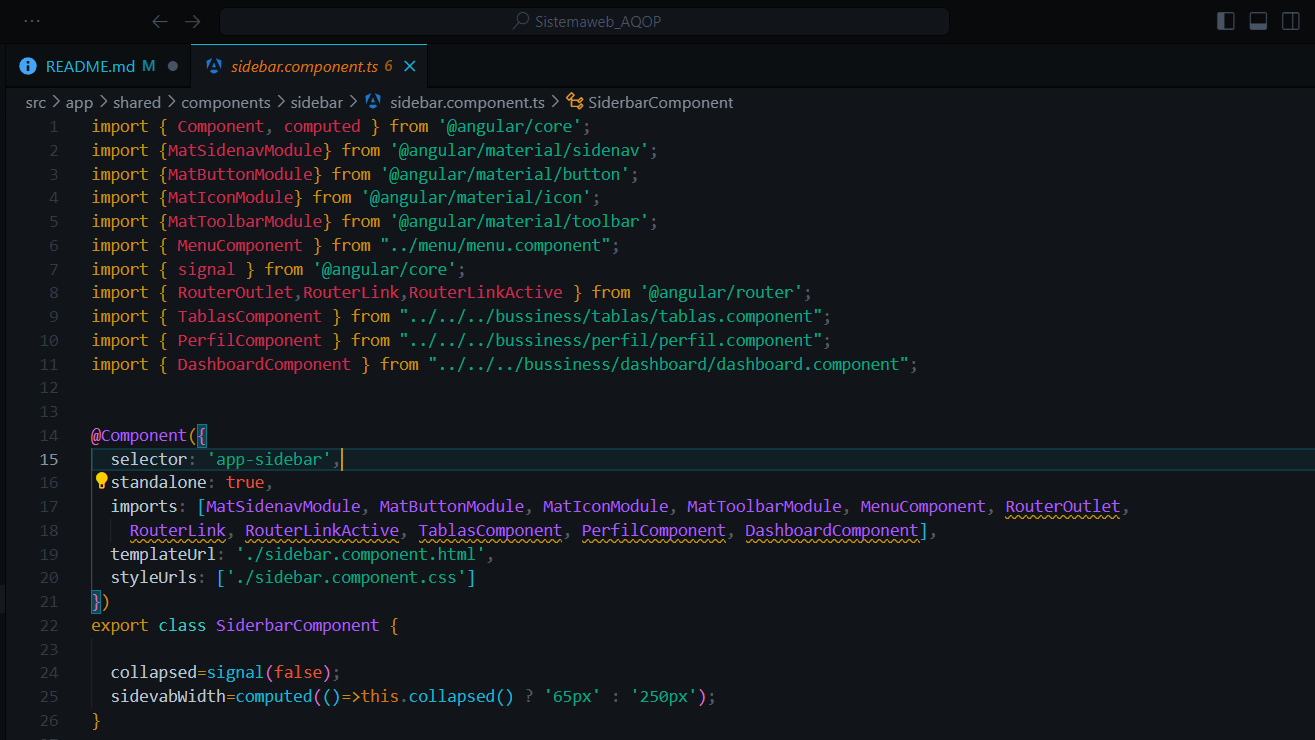 Sistemaweb_AQOP
README.md M
sidebar.component.ts 6
src > app > shared > components > sidebar > sidebar.component.ts > SiderbarComponent
1 import { Component, computed } from '@angular/core';
2 import {MatSidenavModule} from '@angular/material/sidenav';
3 import {MatButtonModule} from '@angular/material/button';
4 import {MatIconModule} from '@angular/material/icon';
5 import {MatToolbarModule} from '@angular/material/toolbar';
6 import { MenuComponent } from "../menu/menu.component";
7 import { signal } from '@angular/core';
8 import { RouterOutlet,RouterLink,RouterLinkActive } from '@angular/router';
9 import { TablasComponent } from "../../../bussiness/tablas/tablas.component";
10 import { PerfilComponent } from "../../../bussiness/perfil/perfil.component";
11 import { DashboardComponent } from "../../../bussiness/dashboard/dashboard.component";
12
13
14 @Component({
15 selector: 'app-sidebar',
16 standalone: true,
17 imports: [MatSidenavModule, MatButtonModule, MatIconModule, MatToolbarModule, MenuComponent, RouterOutlet,
18 RouterLink, RouterLinkActive, TablasComponent, PerfilComponent, DashboardComponent],
19 templateUrl: './sidebar.component.html',
20 styleUrls: ['./sidebar.component.css']
21 })
22 export class SiderbarComponent {
23
24 collapsed=signal(false);
25 sidevabWidth=computed(()=>this.collapsed() ? '65px' : '250px');
26 }